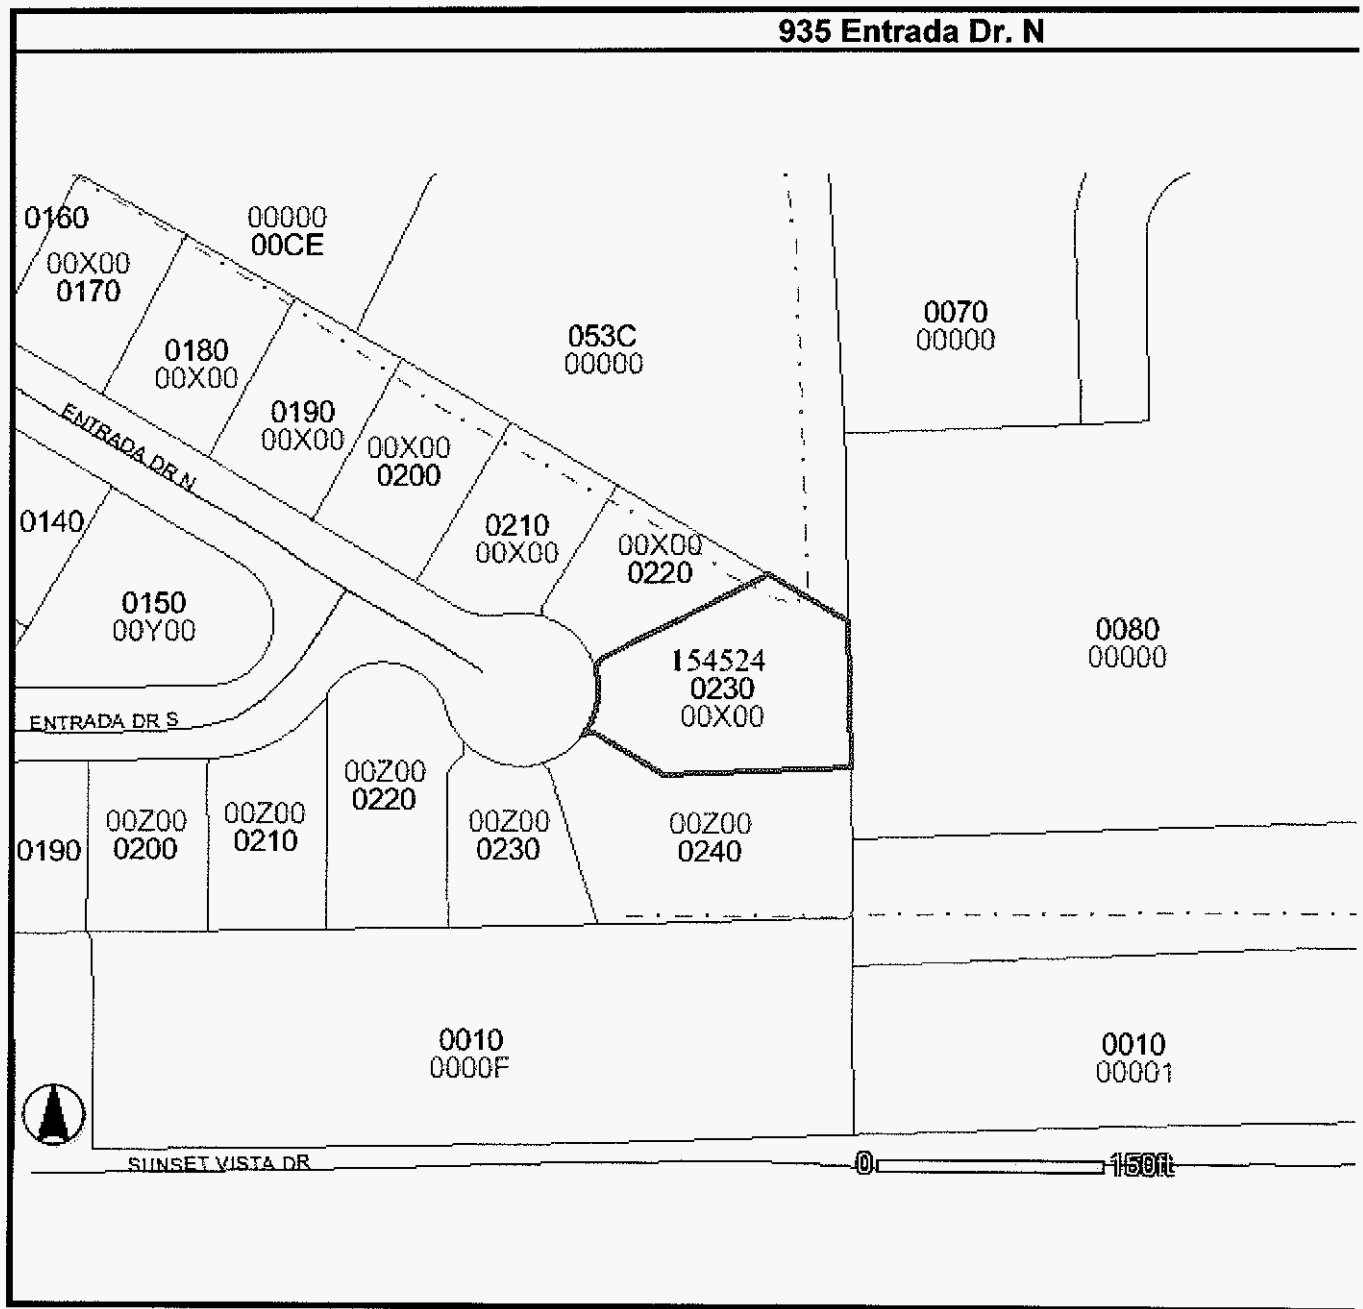 935 Entrada Dr. N
0160
00X00
0170
00000
00CE
0180
00X00
053C
00000
0070
00000
0190
00X00
00X00
0200
ENTRADA DR N
0140
0210
00X00
00X00
0220
0150
00Y00
0080
00000
154524
0230
00X00
ENTRADA DR S
00Z00
0220
0190
00Z00
0200
00Z00
0210
00Z00
0230
00Z00
0240
0010
0000F
0010
00001
SUNSET VISTA DR
0
150ft